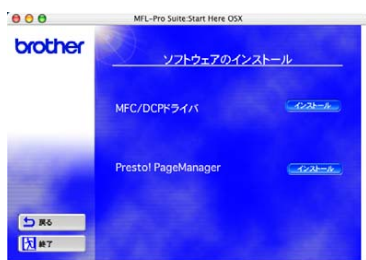 MFL-Pro Suite:Start Here OSX
brother
ソフトウェアのインストール
MFC/DCPドライバ
インストール
Presto! PageManager
インストール
戻る
終了